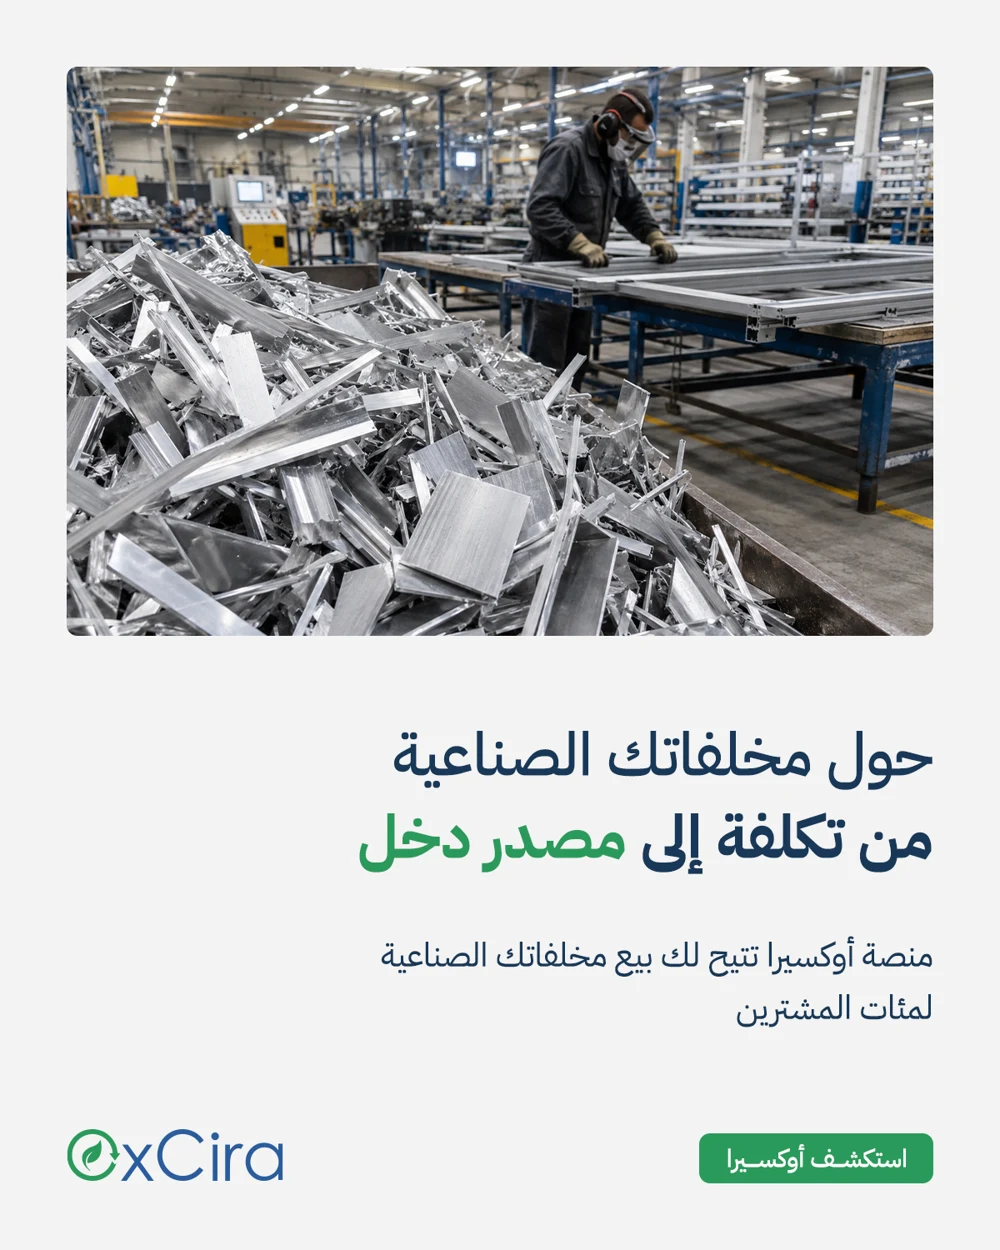 حول مخلفاتك الصناعية
من تكلفة إلى مصدر دخل
منصة أوكسيرا تتيح لك بيع مخلفاتك الصناعية
لمئات المشترين
استكشف أوكسيرا
OxCira